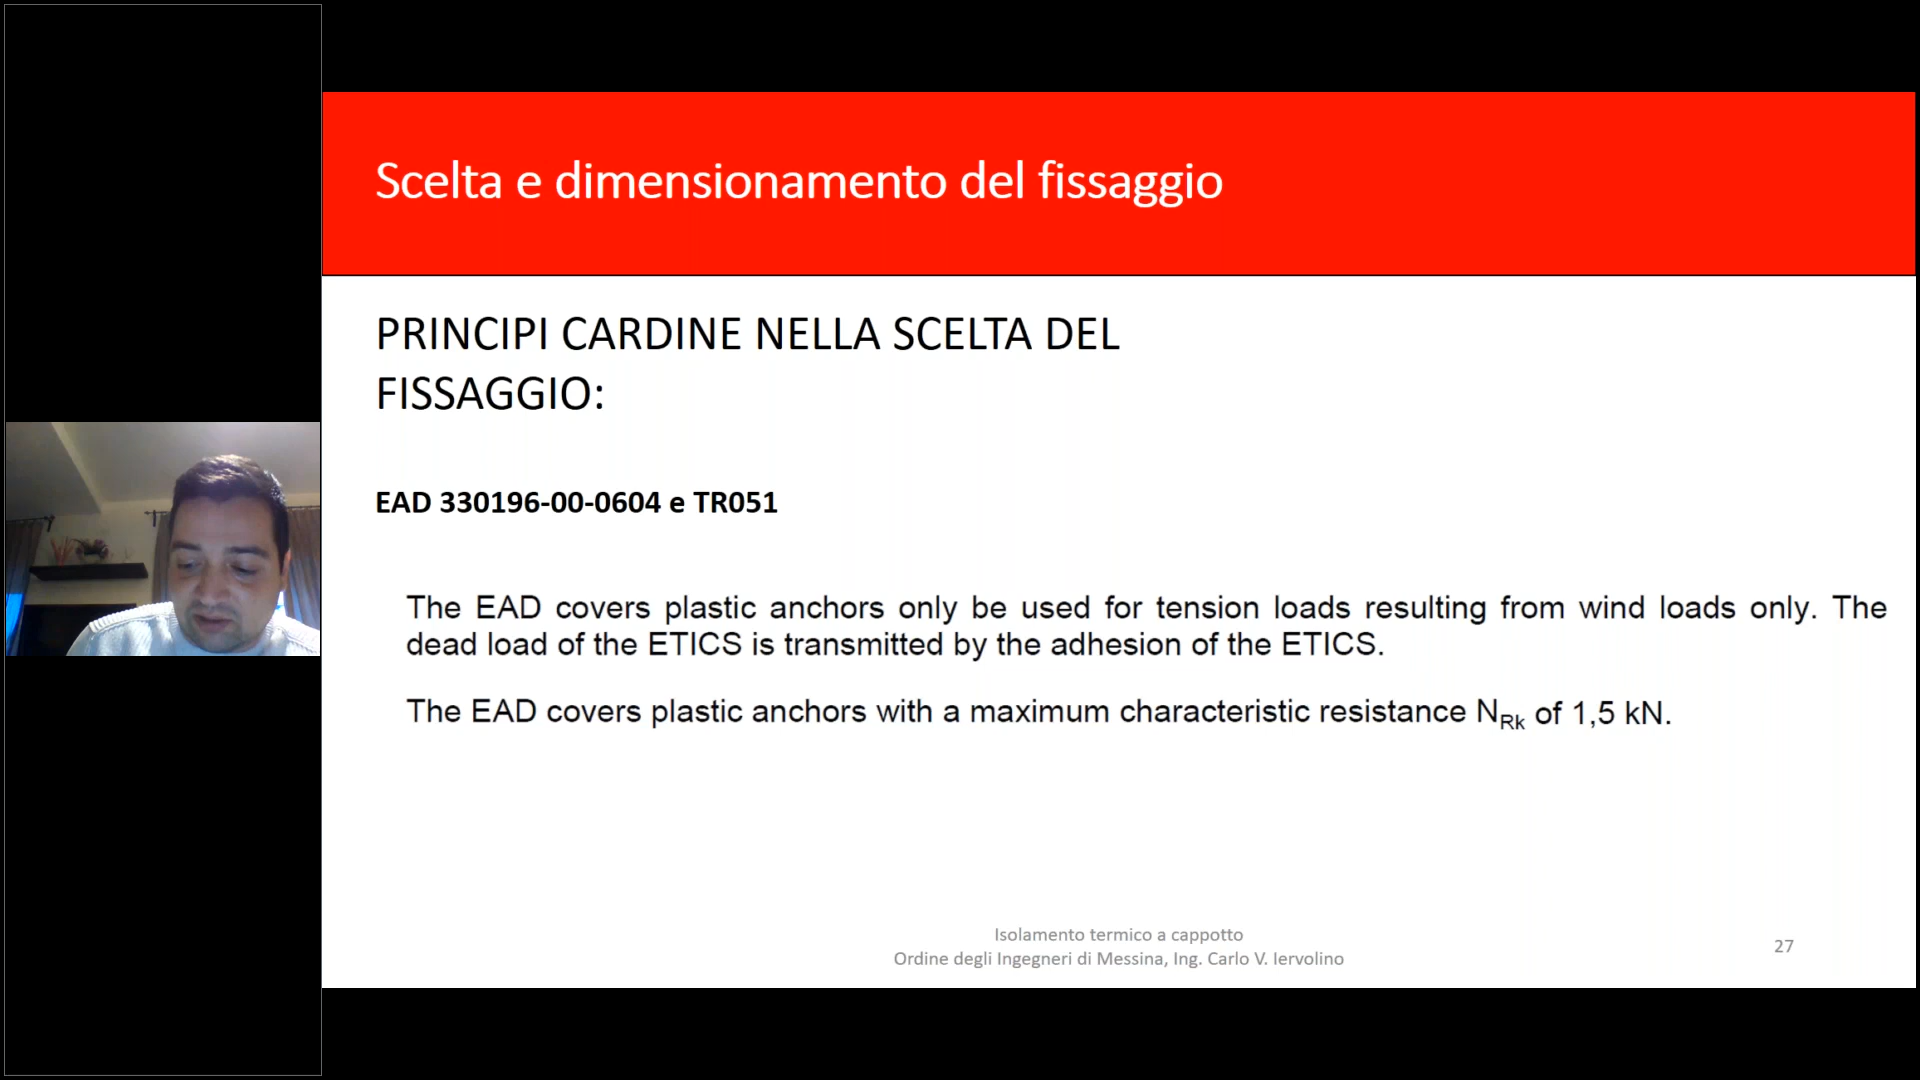 Scelta e dimensionamento del fissaggio
PRINCIPI CARDINE NELLA SCELTA DEL
FISSAGGIO:
EAD 330196-00-0604 e TR051
The EAD covers plastic anchors only be used for tension loads resulting from wind loads only. The
dead load of the ETICS is transmitted by the adhesion of the ETICS.
The EAD covers plastic anchors with a maximum characteristic resistance NRk of 1,5 kN.
Isolamento termico a cappotto
Ordine degli Ingegneri di Messina, Ing. Carlo V. Iervolino
27